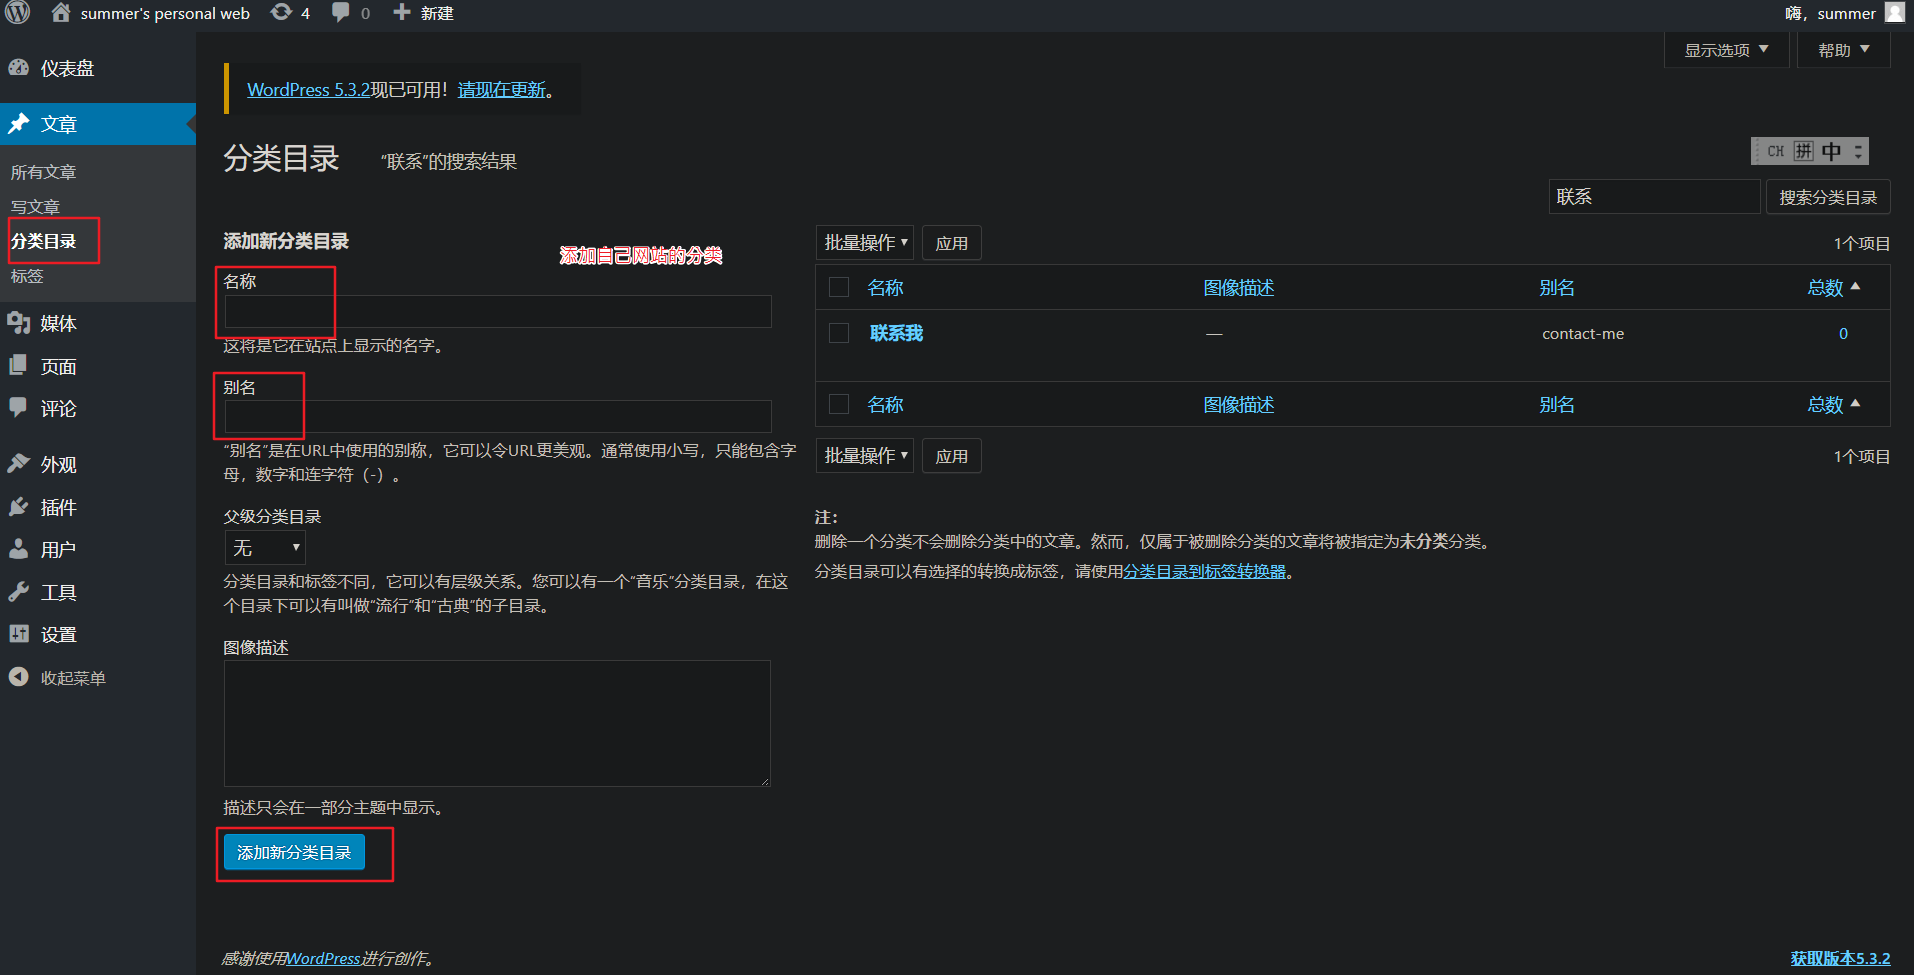 summer's personal web 4 0 新建 嗨，summer
显示选项 帮助
仪表盘
文章
所有文章
写文章
分类目录
标签
媒体
页面
评论
外观
插件
用户
工具
设置
收起菜单
WordPress 5.3.2现已可用！请现在更新。
分类目录 “联系”的搜索结果
CH 拼 中
联系 搜索分类目录
添加新分类目录
添加自己网站的分类
名称
这将是它在站点上显示的名字。
别名
“别名”是在URL中使用的别称，它可以令URL更美观。通常使用小写，只能包含字
母，数字和连字符（-）。
父级分类目录
无
分类目录和标签不同，它可以有层级关系。您可以有一个“音乐”分类目录，在这
个目录下可以有叫做“流行”和“古典”的子目录。
图像描述
描述只会在一部分主题中显示。
添加新分类目录
批量操作 应用 1个项目
名称 图像描述 别名 总数
联系我 — contact-me 0
名称 图像描述 别名 总数
批量操作 应用 1个项目
注：
删除一个分类不会删除分类中的文章。然而，仅属于被删除分类的文章将被指定为未分类分类。
分类目录可以有选择的转换成标签，请使用分类目录到标签转换器。
感谢使用WordPress进行创作。 获取版本5.3.2